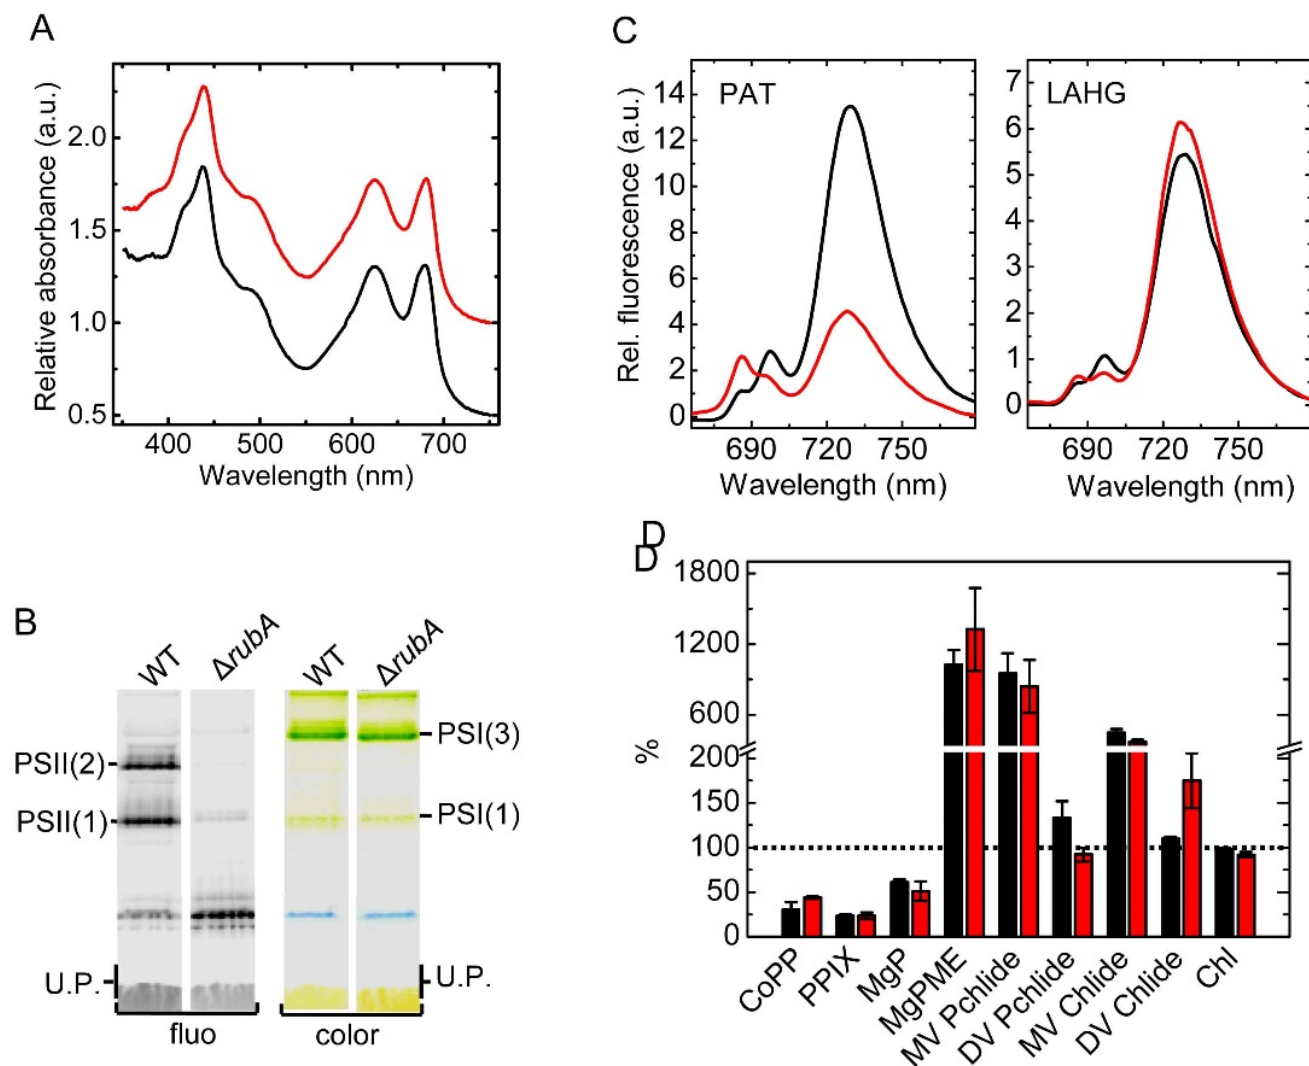 A
Relative absorbance (a.u.)
2.0
1.5
1.0
0.5
400 500 600 700
Wavelength (nm)
C
Rel. fluorescence (a.u.)
PAT
14
12
10
8
6
4
2
0
690 720 750
Wavelength (nm)
LAHG
7
6
5
4
3
2
1
0
690 720 750
Wavelength (nm)
B
WT ΔrubA WT ΔrubA
PSII(2)
PSII(1)
U.P.
PSI(3)
PSI(1)
U.P.
fluo color
D
D
%
1800
1200
600
200
150
100
50
0
CoPP
PPIX
MgP
MgPME
MV Pchlide
DV Pchlide
MV Chlide
DV Chlide
Chl